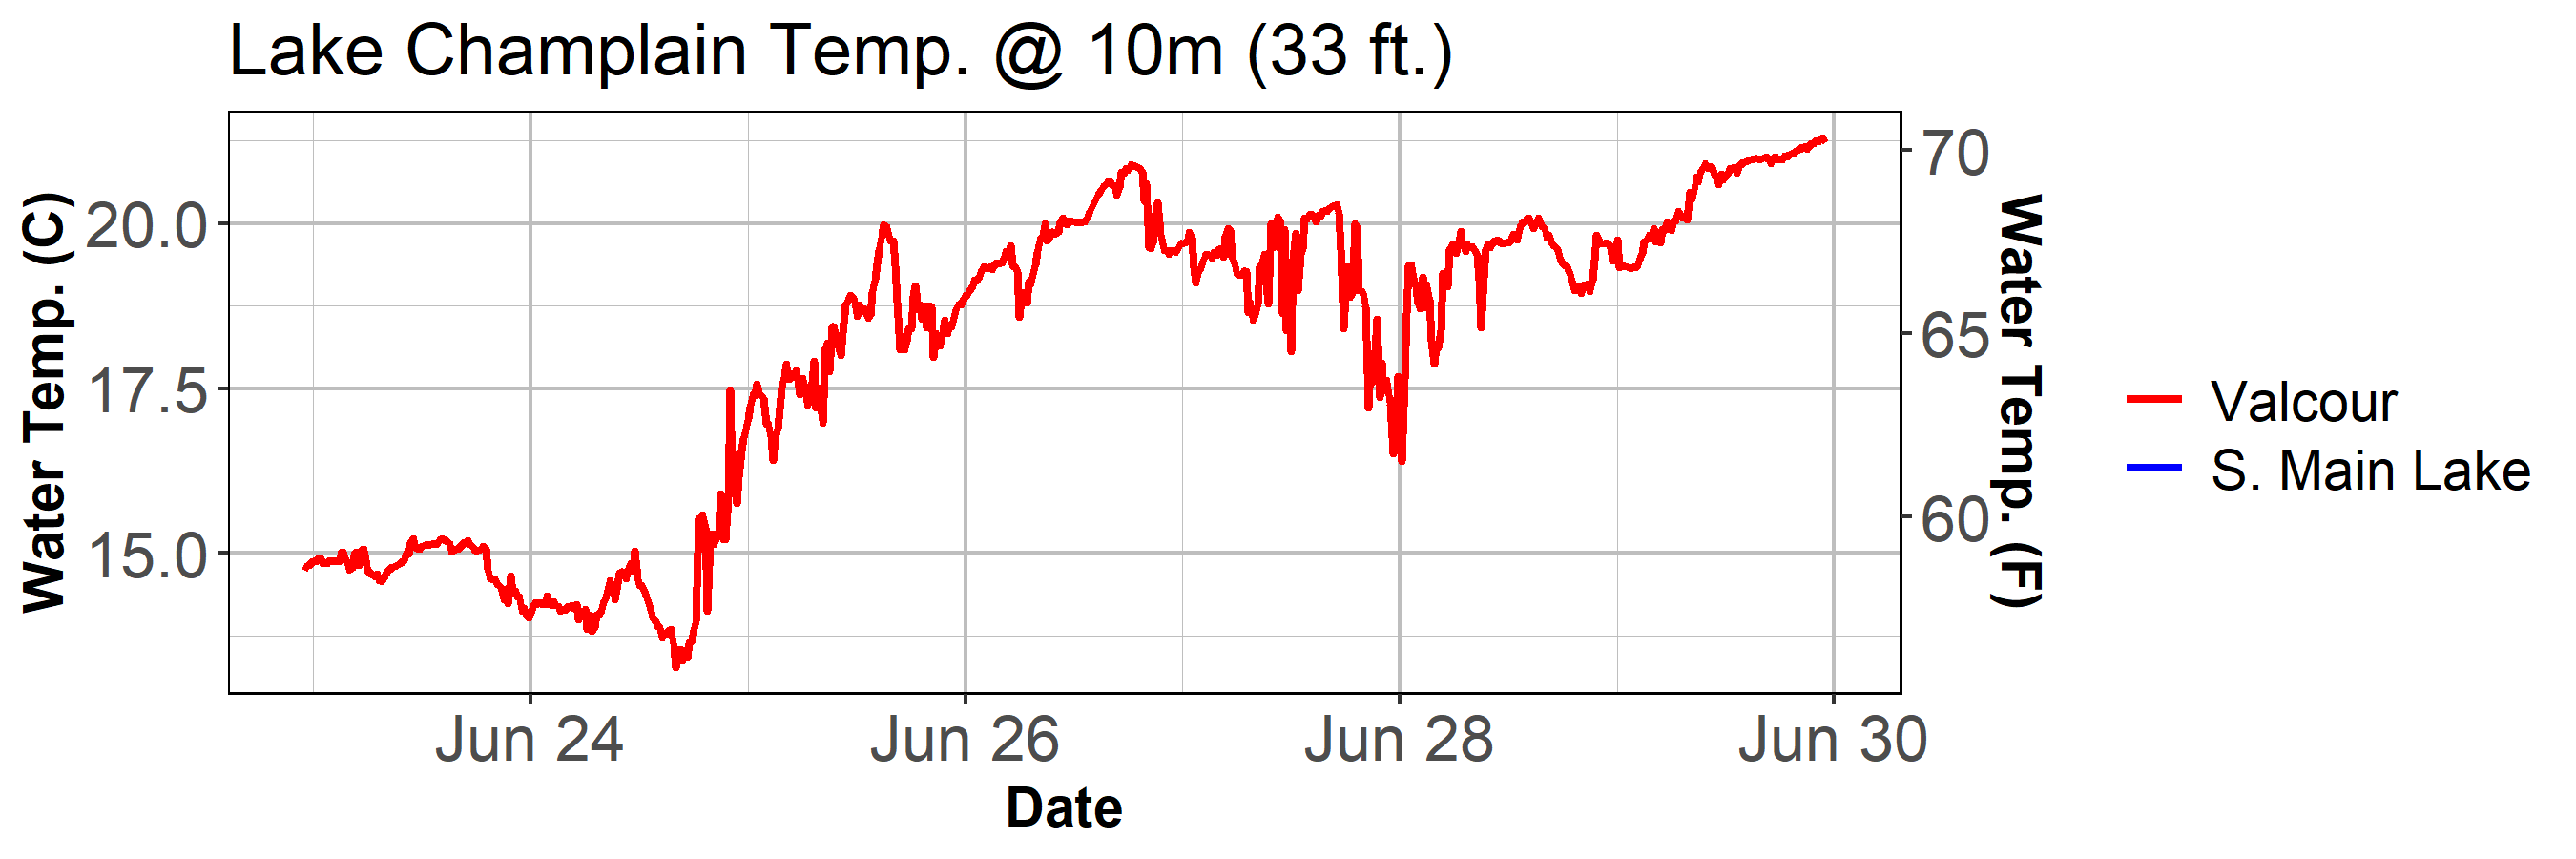 Lake Champlain Temp. @ 10m (33 ft.)
Water Temp. (C)
20.0
17.5
15.0
70
65
60
Water Temp. (F)
Jun 24
Jun 26
Jun 28
Jun 30
Date
Valcour
S. Main Lake